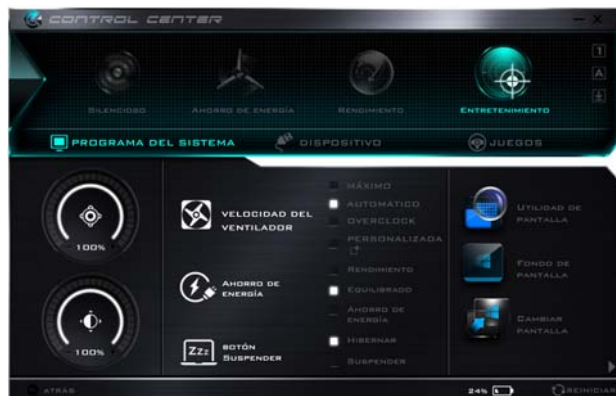 CONTROL CENTER
1
A
SILENCIOSO
AHORRO DE ENERGÍA
RENDIMIENTO
ENTRETENIMIENTO
PROGRAMA DEL SISTEMA
DISPOSITIVO
JUEGOS
100%
100%
VELOCIDAD DEL
VENTILADOR
MÁXIMO
AUTOMÁTICO
OVERCLOCK
PERSONALIZADA
AHORRO DE
ENERGÍA
RENDIMIENTO
EQUILIBRADO
AHORRO DE
ENERGÍA
ZZZ
BOTÓN
SUSPENDER
HIBERNAR
SUSPENDER
UTILIDAD DE
PANTALLA
FONDO DE
PANTALLA
CAMBIAR
PANTALLA
ATRÁS
24%
REINICIAR